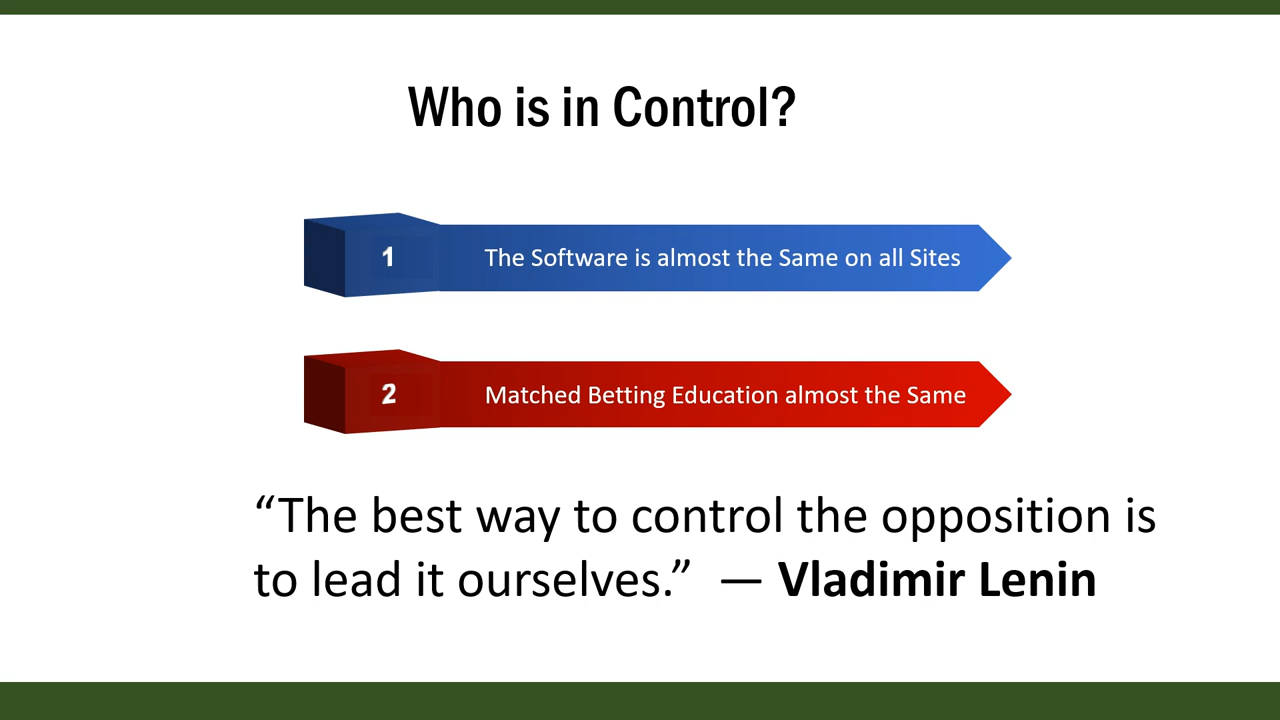 Who is in Control?
1
The Software is almost the Same on all Sites
2
Matched Betting Education almost the Same
“The best way to control the opposition is
to lead it ourselves.” — Vladimir Lenin